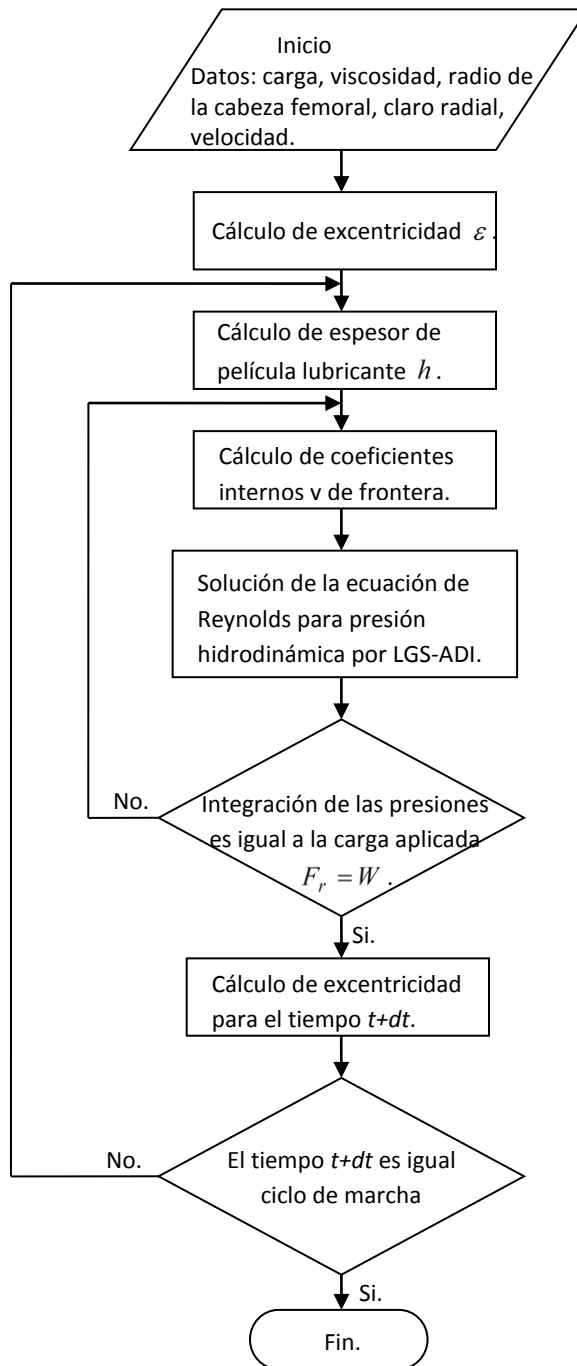 Inicio
Datos: carga, viscosidad, radio de
la cabeza femoral, claro radial,
velocidad.
Cálculo de excentricidad ε.
Cálculo de espesor de
película lubricante h.
Cálculo de coeficientes
internos y de frontera.
Solución de la ecuación de
Reynolds para presión
hidrodinámica por LGS-ADI.
No.
Integración de las presiones
es igual a la carga aplicada
F_r = W.
Si.
Cálculo de excentricidad
para el tiempo t+dt.
No.
El tiempo t+dt es igual
ciclo de marcha
Si.
Fin.